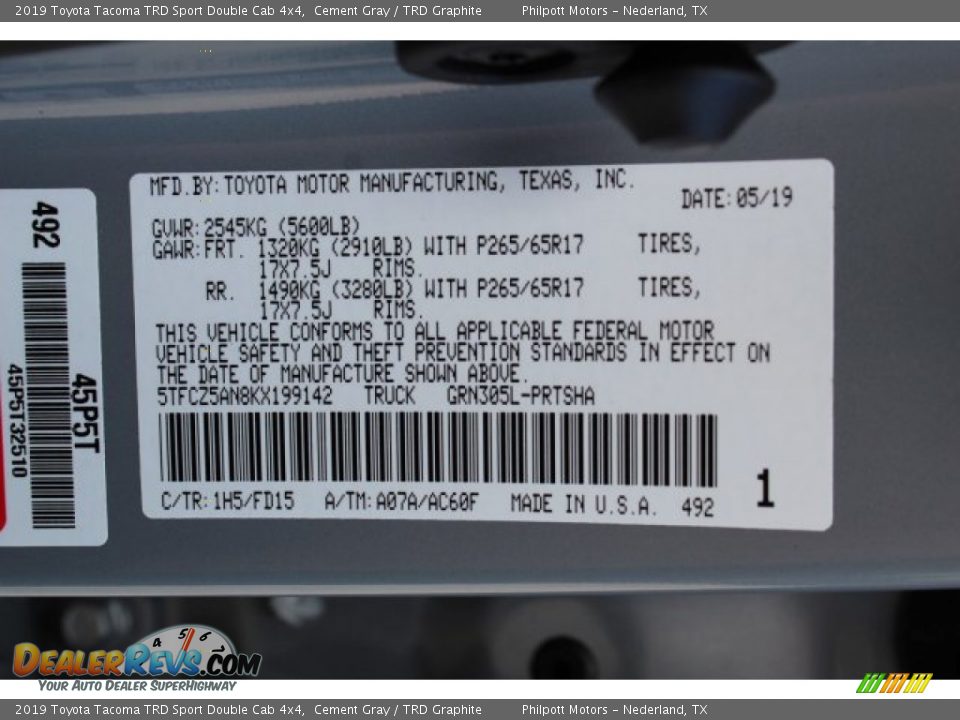 2019 Toyota Tacoma TRD Sport Double Cab 4x4, Cement Gray / TRD Graphite Philpott Motors - Nederland, TX
MFD.BY:TOYOTA MOTOR MANUFACTURING, TEXAS, INC.
DATE:05/19
GVWR:2545KG (5600LB)
GAWR:FRT. 1320KG (2910LB) WITH P265/65R17 TIRES,
17X7.5J RIMS.
RR. 1490KG (3280LB) WITH P265/65R17 TIRES,
17X7.5J RIMS.
THIS VEHICLE CONFORMS TO ALL APPLICABLE FEDERAL MOTOR
VEHICLE SAFETY AND THEFT PREVENTION STANDARDS IN EFFECT ON
THE DATE OF MANUFACTURE SHOWN ABOVE.
5TFCZ5AN8KX199142 TRUCK GRN305L-PRTSHA
C/TR:1H5/FD15 A/TM:A07A/AC60F MADE IN U.S.A. 492
1
492
45P5T
45P5T32510
4 5 6
DEALERREVS.COM
YOUR AUTO DEALER SUPERHIGHWAY
2019 Toyota Tacoma TRD Sport Double Cab 4x4, Cement Gray / TRD Graphite Philpott Motors - Nederland, TX